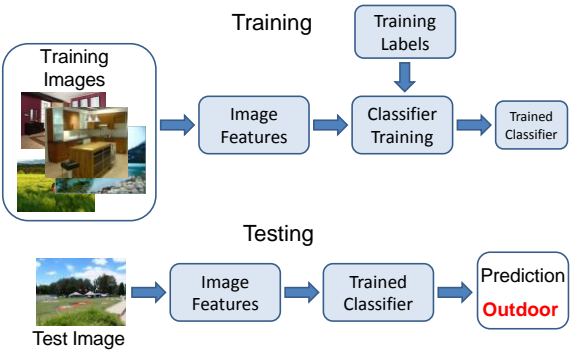 Training
Training
Images
Training
Labels
Image
Features
Classifier
Training
Trained
Classifier
Testing
Test Image
Image
Features
Trained
Classifier
Prediction
Outdoor